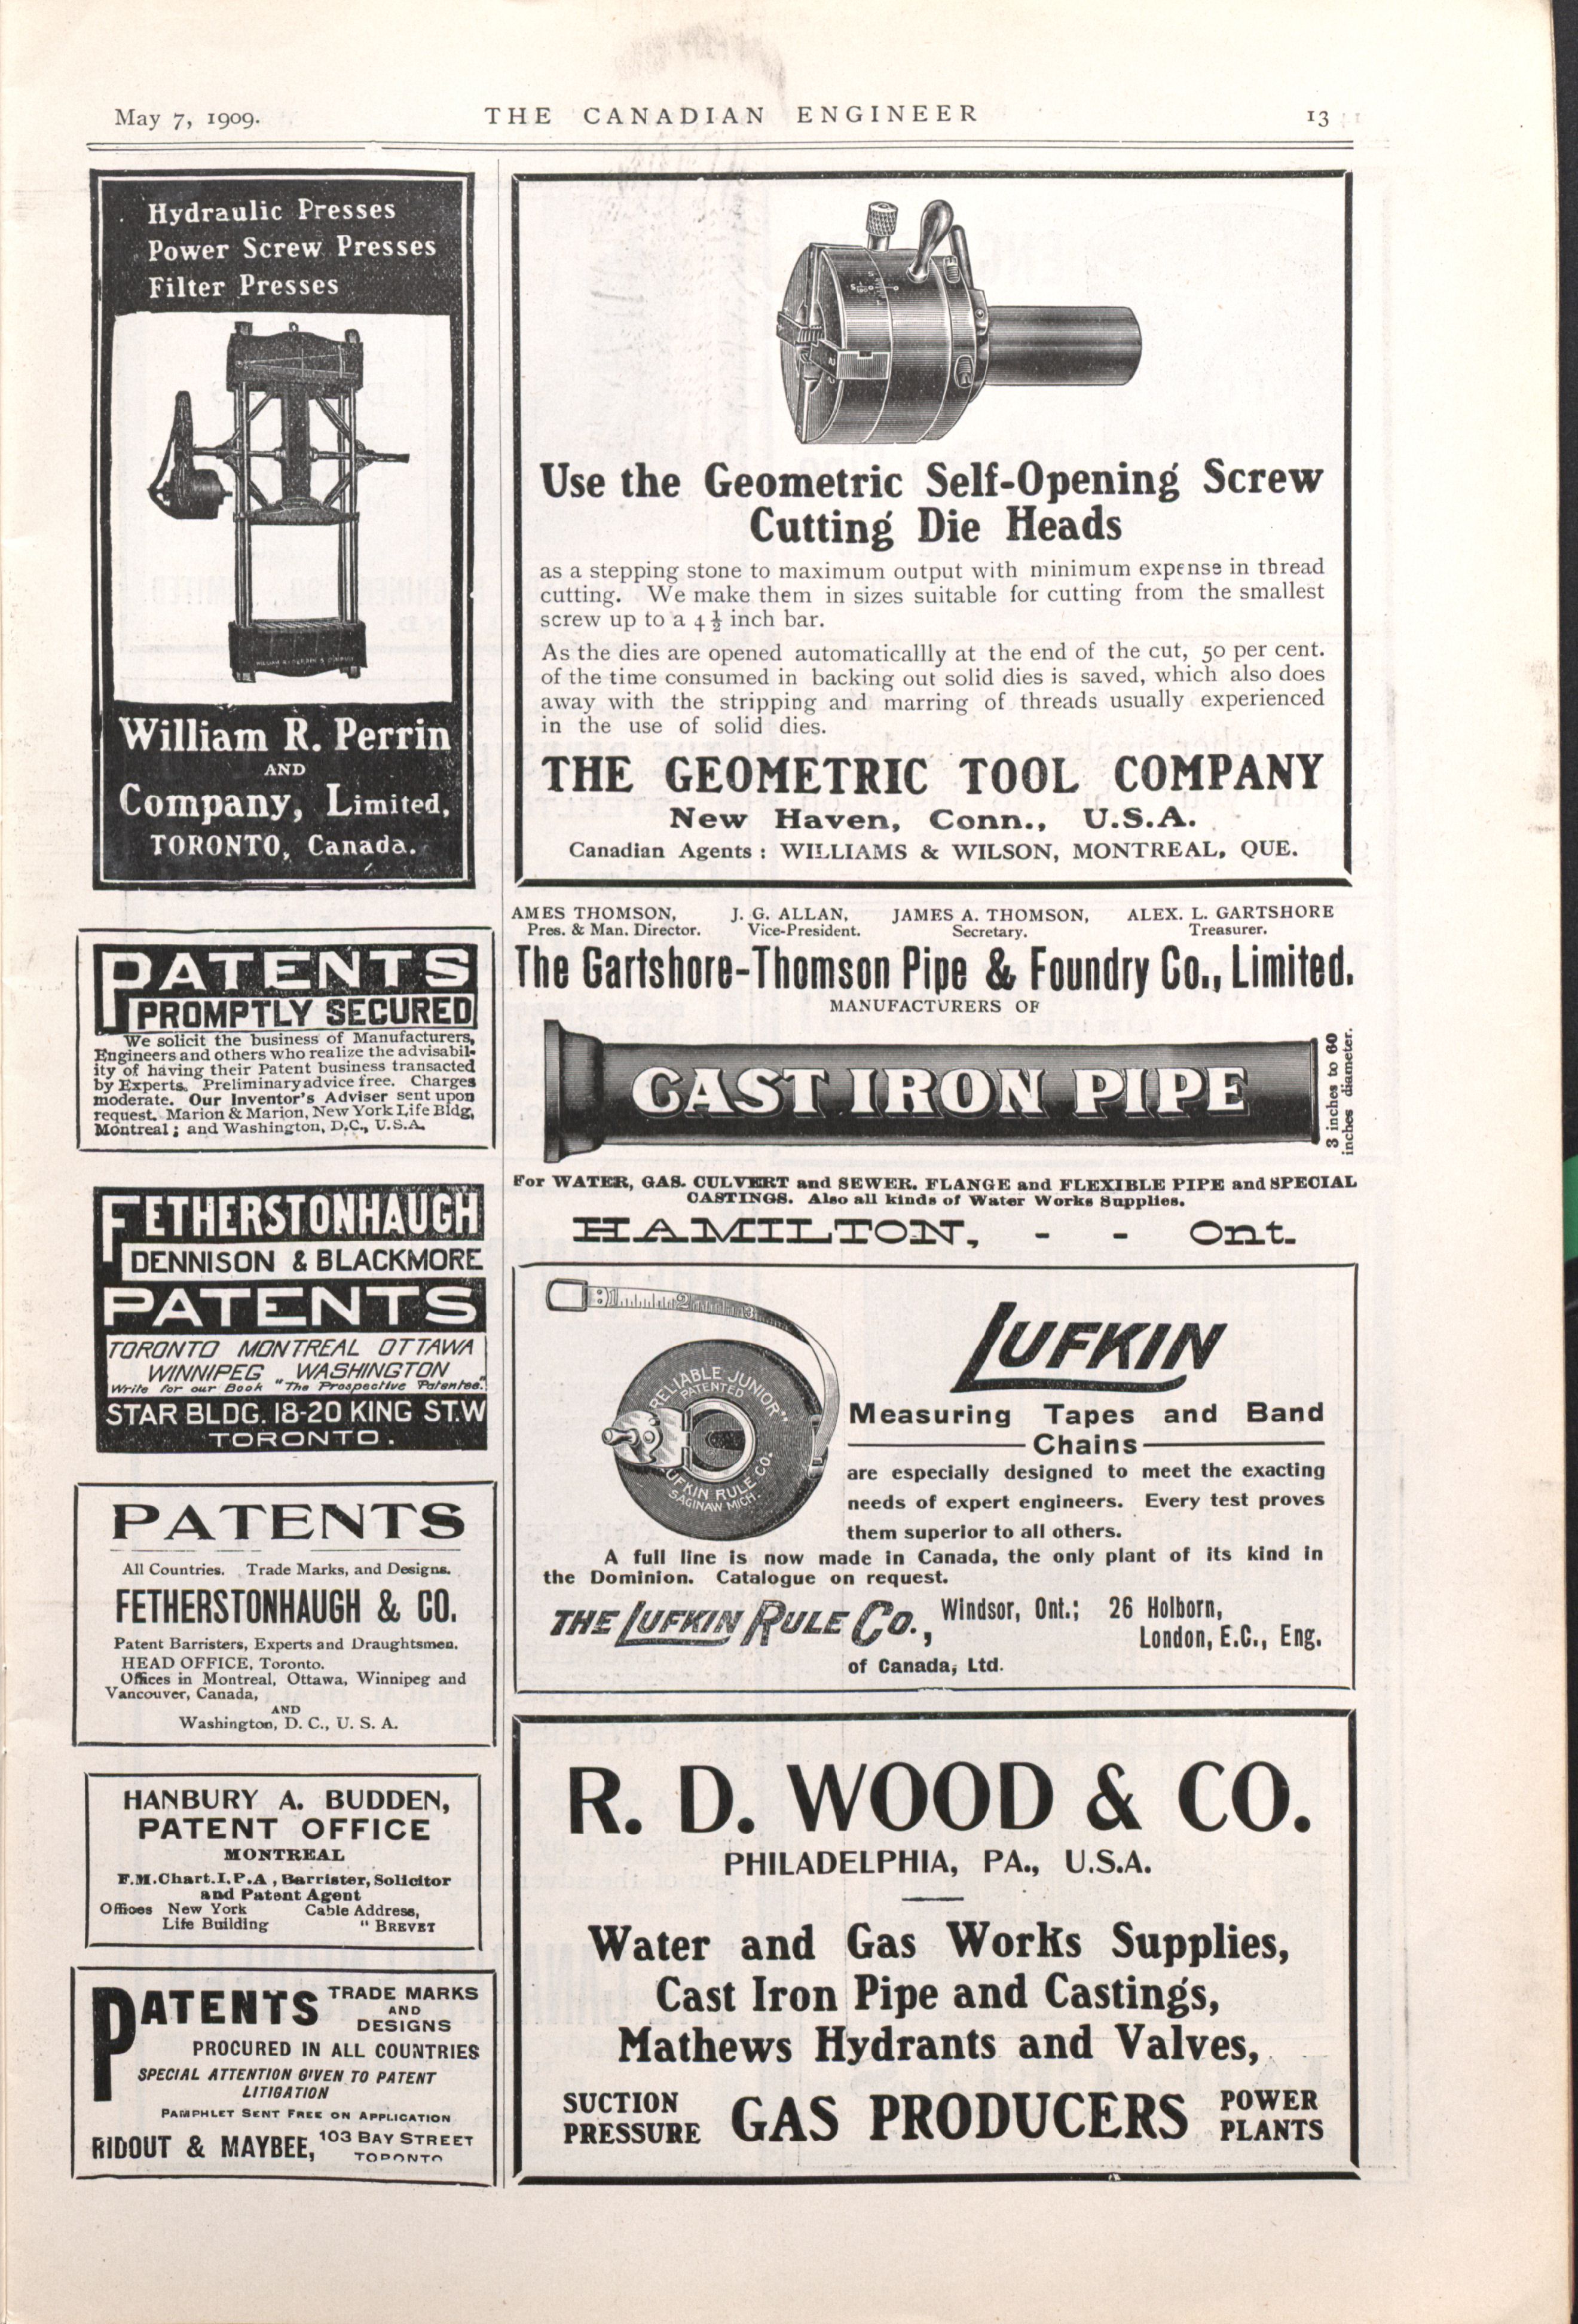 May 7, 1909.
THE CANADIAN ENGINEER
13
Hydraulic Presses
Power Screw Presses
Filter Presses
William R. Perrin
AND
Company, Limited,
TORONTO, Canada.
PATENTS
PROMPTLY SECURED
We solicit the business of Manufacturers,
Engineers and others who realize the advisabil-
ity of having their Patent business transacted
by Experts. Preliminary advice free. Charges
moderate. Our Inventor's Adviser sent upon
request. Marion & Marion, New York Life Bldg,
Montreal ; and Washington, D.C., U.S.A.
FETHERSTONHAUGH
DENNISON & BLACKMORE
PATENTS
TORONTO MONTREAL OTTAWA
WINNIPEG WASHINGTON
Write for our Book "The Prospective Patentee."
STAR BLDG. 18-20 KING ST.W
TORONTO.
PATENTS
All Countries. Trade Marks, and Designs.
FETHERSTONHAUGH & CO.
Patent Barristers, Experts and Draughtsmen.
HEAD OFFICE, Toronto.
Offices in Montreal, Ottawa, Winnipeg and
Vancouver, Canada,
AND
Washington, D. C., U. S. A.
HANBURY A. BUDDEN,
PATENT OFFICE
MONTREAL
F.M.Chart.I.P.A , Barrister, Solicitor
and Patent Agent
Offices New York Cable Address,
Life Building " BREVET
PATENTS TRADE MARKS
AND
DESIGNS
PROCURED IN ALL COUNTRIES
SPECIAL ATTENTION GIVEN TO PATENT
LITIGATION
PAMPHLET SENT FREE ON APPLICATION
RIDOUT & MAYBEE, 103 BAY STREET
TORONTO
Use the Geometric Self-Opening Screw
Cutting Die Heads
as a stepping stone to maximum output with minimum expense in thread
cutting. We make them in sizes suitable for cutting from the smallest
screw up to a 4 ½ inch bar.
As the dies are opened automaticallly at the end of the cut, 50 per cent.
of the time consumed in backing out solid dies is saved, which also does
away with the stripping and marring of threads usually experienced
in the use of solid dies.
THE GEOMETRIC TOOL COMPANY
New Haven, Conn., U.S.A.
Canadian Agents : WILLIAMS & WILSON, MONTREAL, QUE.
AMES THOMSON, J. G. ALLAN, JAMES A. THOMSON, ALEX. L. GARTSHORE
Pres. & Man. Director. Vice-President. Secretary. Treasurer.
The Gartshore-Thomson Pipe & Foundry Co., Limited.
MANUFACTURERS OF
CAST IRON PIPE
3 inches to 60
inches diameter.
For WATER, GAS. CULVERT and SEWER. FLANGE and FLEXIBLE PIPE and SPECIAL
CASTINGS. Also all kinds of Water Works Supplies.
HAMILTON, - - Ont.
:1 2 3
"RELIABLE JUNIOR"
PATENTED
LUFKIN RULE CO.
SAGINAW MICH.
LUFKIN
Measuring Tapes and Band
Chains
are especially designed to meet the exacting
needs of expert engineers. Every test proves
them superior to all others.
A full line is now made in Canada, the only plant of its kind in
the Dominion. Catalogue on request.
THE LUFKIN RULE CO., Windsor, Ont.; 26 Holborn,
London, E.C., Eng.
of Canada, Ltd.
R. D. WOOD & CO.
PHILADELPHIA, PA., U.S.A.
Water and Gas Works Supplies,
Cast Iron Pipe and Castings,
Mathews Hydrants and Valves,
SUCTION
PRESSURE
GAS PRODUCERS
POWER
PLANTS